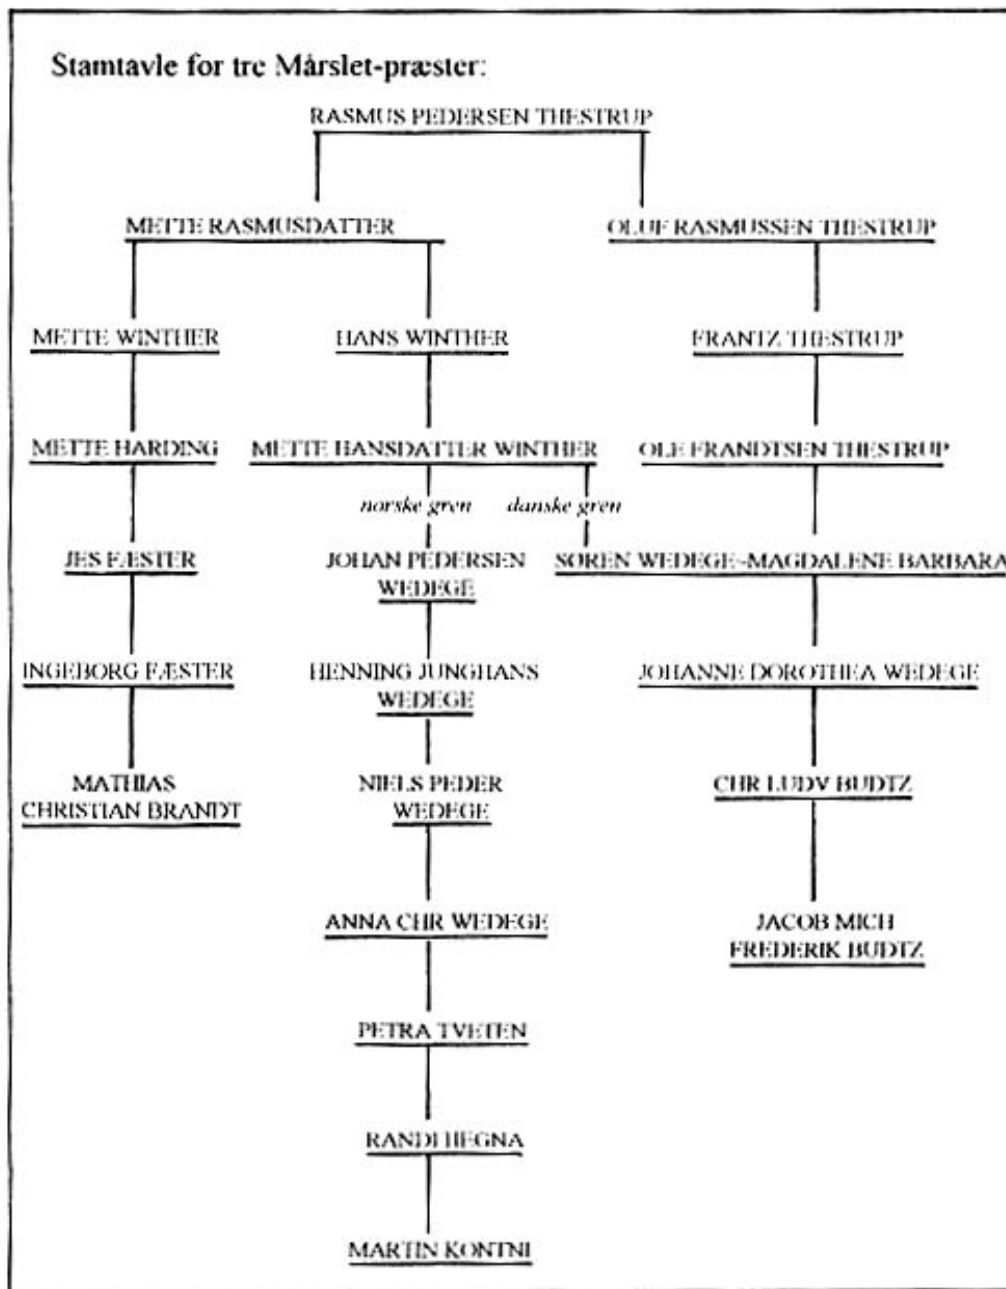 Stamtavle for tre Mårslet-præster:
RASMUS PEDERSEN THESTRUP
METTE RASMUSDATTER
OLUF RASMUSSEN THESTRUP
METTE WINTHER
HANS WINTHER
FRANTZ THESTRUP
METTE HARDING
METTE HANSDATTER WINTHER
OLE FRANDTSEN THESTRUP
norske gren
danske gren
JES FÆSTER
JOHAN PEDERSEN
WEDEGE
SØREN WEDEGE~MAGDALENE BARBARA
INGEBORG FÆSTER
HENNING JUNGHANS
WEDEGE
JOHANNE DOROTHEA WEDEGE
MATHIAS
CHRISTIAN BRANDT
NIELS PEDER
WEDEGE
CHR LUDV BUDTZ
ANNA CHR WEDEGE
JACOB MICH
FREDERIK BUDTZ
PETRA TVETEN
RANDI HEGNA
MARTIN KONTNI